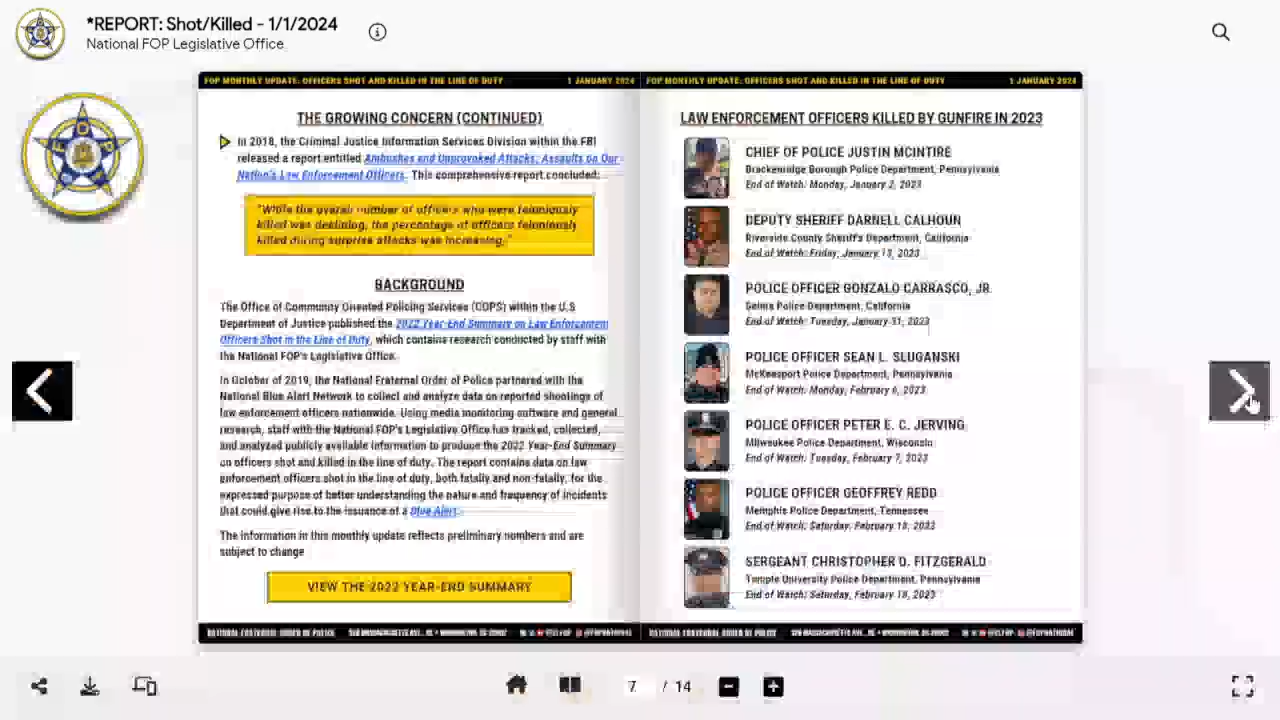 *REPORT: Shot/Killed - 1/1/2024
National FOP Legislative Office
FOP MONTHLY UPDATE: OFFICERS SHOT AND KILLED IN THE LINE OF DUTY 1 JANUARY 2024
THE GROWING CONCERN (CONTINUED)
In 2018, the Criminal Justice Information Services Division within the FBI
released a report entitled Ambushes and Unprovoked Attacks: Assaults on Our
Nation's Law Enforcement Officers. This comprehensive report concluded:
"While the overall number of officers who were feloniously
killed was declining, the percentage of officers feloniously
killed during surprise attacks was increasing."
BACKGROUND
The Office of Community Oriented Policing Services (COPS) within the U.S
Department of Justice published the 2022 Year-End Summary on Law Enforcement
Officers Shot in the Line of Duty, which contains research conducted by staff with
the National FOP's Legislative Office.
In October of 2019, the National Fraternal Order of Police partnered with the
National Blue Alert Network to collect and analyze data on reported shootings of
law enforcement officers nationwide. Using media monitoring software and general
research, staff with the National FOP's Legislative Office has tracked, collected,
and analyzed publicly available information to produce the 2022 Year-End Summary
on officers shot and killed in the line of duty. The report contains data on law
enforcement officers shot in the line of duty, both fatally and non-fatally, for the
expressed purpose of better understanding the nature and frequency of incidents
that could give rise to the issuance of a Blue Alert.
The information in this monthly update reflects preliminary numbers and are
subject to change
VIEW THE 2022 YEAR-END SUMMARY
NATIONAL FRATERNAL ORDER OF POLICE
FOP MONTHLY UPDATE: OFFICERS SHOT AND KILLED IN THE LINE OF DUTY 1 JANUARY 2024
LAW ENFORCEMENT OFFICERS KILLED BY GUNFIRE IN 2023
CHIEF OF POLICE JUSTIN MCINTIRE
Brackenridge Borough Police Department, Pennsylvania
End of Watch: Monday, January 2, 2023
DEPUTY SHERIFF DARNELL CALHOUN
Riverside County Sheriff's Department, California
End of Watch: Friday, January 13, 2023
POLICE OFFICER GONZALO CARRASCO, JR.
Selma Police Department, California
End of Watch: Tuesday, January 31, 2023
POLICE OFFICER SEAN L. SLUGANSKI
McKeesport Police Department, Pennsylvania
End of Watch: Monday, February 6, 2023
POLICE OFFICER PETER E. C. JERVING
Milwaukee Police Department, Wisconsin
End of Watch: Tuesday, February 7, 2023
POLICE OFFICER GEOFFREY REDD
Memphis Police Department, Tennessee
End of Watch: Saturday, February 18, 2023
SERGEANT CHRISTOPHER D. FITZGERALD
Temple University Police Department, Pennsylvania
End of Watch: Saturday, February 18, 2023
NATIONAL FRATERNAL ORDER OF POLICE
7 / 14